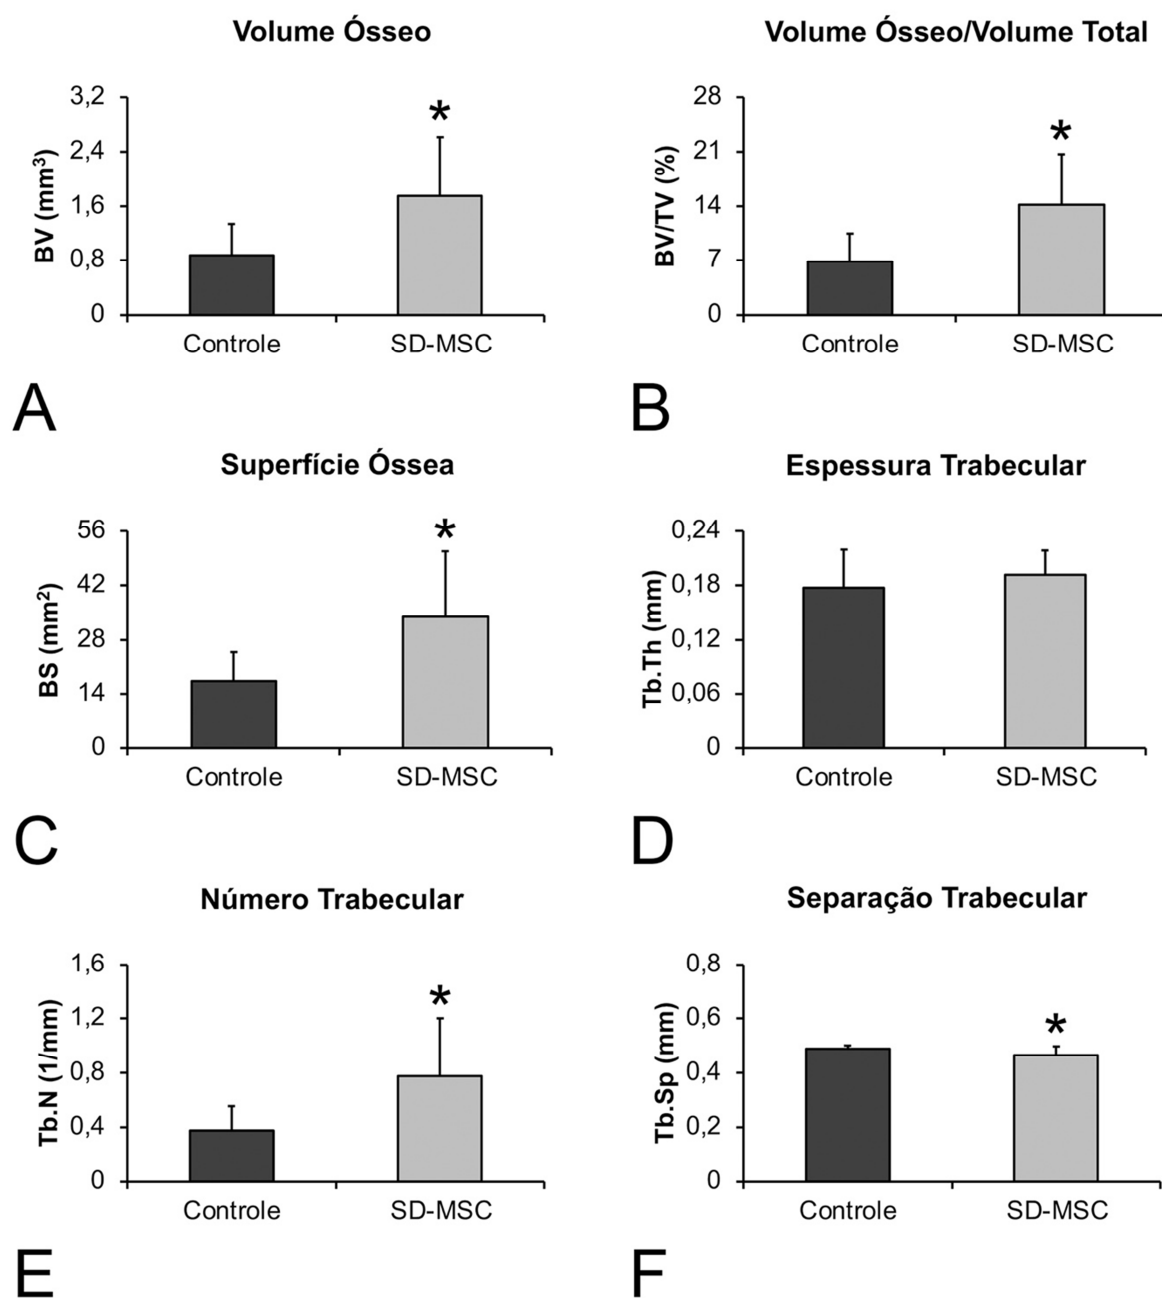 Volume Ósseo
BV (mm³)
3,2
*
2,4
1,6
0,8
0
Controle
SD-MSC
A
Volume Ósseo/Volume Total
BV/TV (%)
28
*
21
14
7
0
Controle
SD-MSC
B
Superfície Óssea
BS (mm²)
56
*
42
28
14
0
Controle
SD-MSC
C
Espessura Trabecular
Tb.Th (mm)
0,24
0,18
0,12
0,06
0
Controle
SD-MSC
D
Número Trabecular
Tb.N (1/mm)
1,6
*
1,2
0,8
0,4
0
Controle
SD-MSC
E
Separação Trabecular
Tb.Sp (mm)
0,8
0,6
*
0,4
0,2
0
Controle
SD-MSC
F